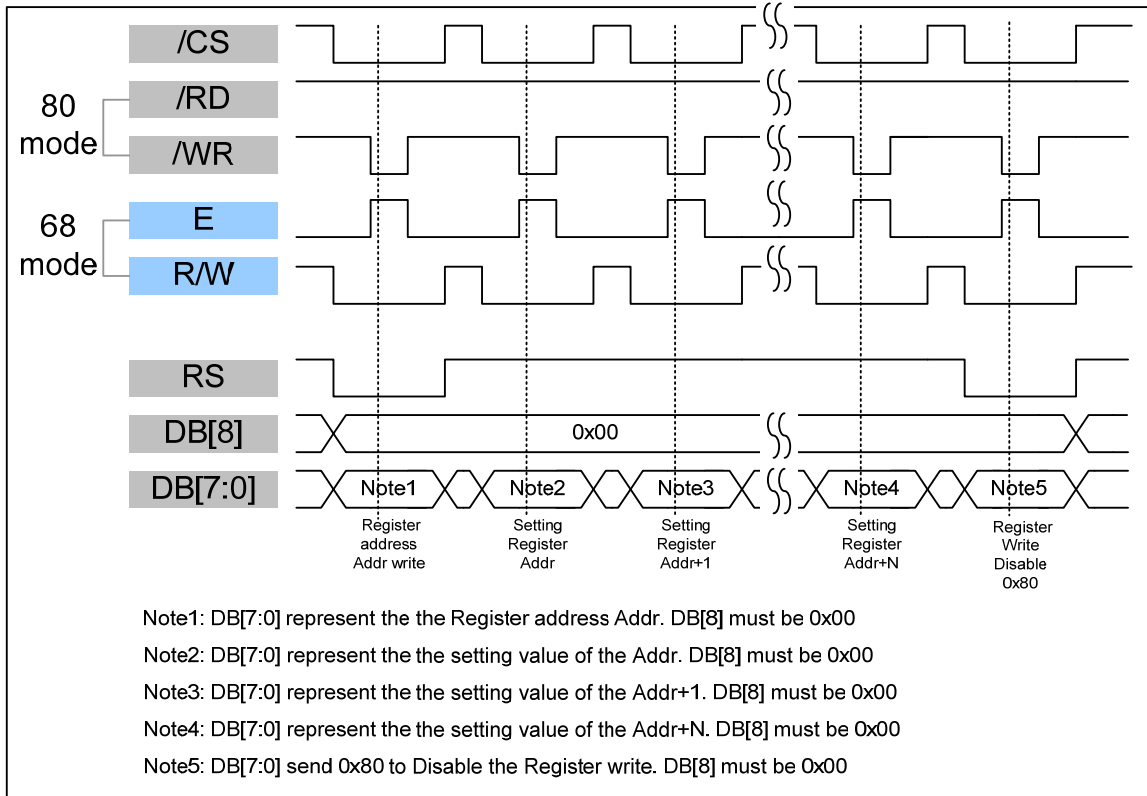 /CS
80
mode
/RD
/WR
68
mode
E
R/W
RS
DB[8]
0x00
DB[7:0]
Note1
Note2
Note3
Note4
Note5
Register
address
Addr write
Setting
Register
Addr
Setting
Register
Addr+1
Setting
Register
Addr+N
Register
Write
Disable
0x80
Note1: DB[7:0] represent the the Register address Addr. DB[8] must be 0x00
Note2: DB[7:0] represent the the setting value of the Addr. DB[8] must be 0x00
Note3: DB[7:0] represent the the setting value of the Addr+1. DB[8] must be 0x00
Note4: DB[7:0] represent the the setting value of the Addr+N. DB[8] must be 0x00
Note5: DB[7:0] send 0x80 to Disable the Register write. DB[8] must be 0x00